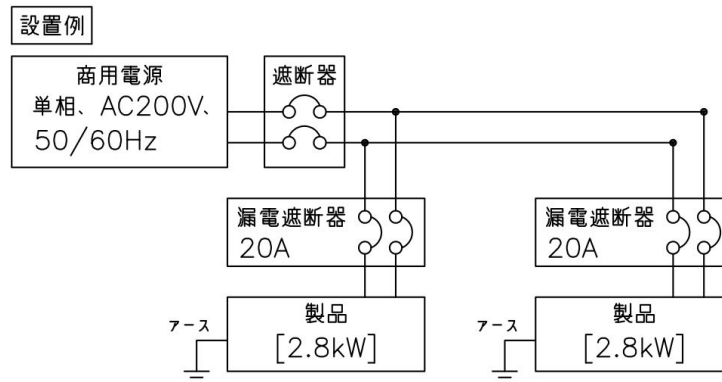 設置例
商用電源
単相、AC200V、
50/60Hz
遮断器
漏電遮断器
20A
漏電遮断器
20A
アース
製品
[2.8kW]
アース
製品
[2.8kW]